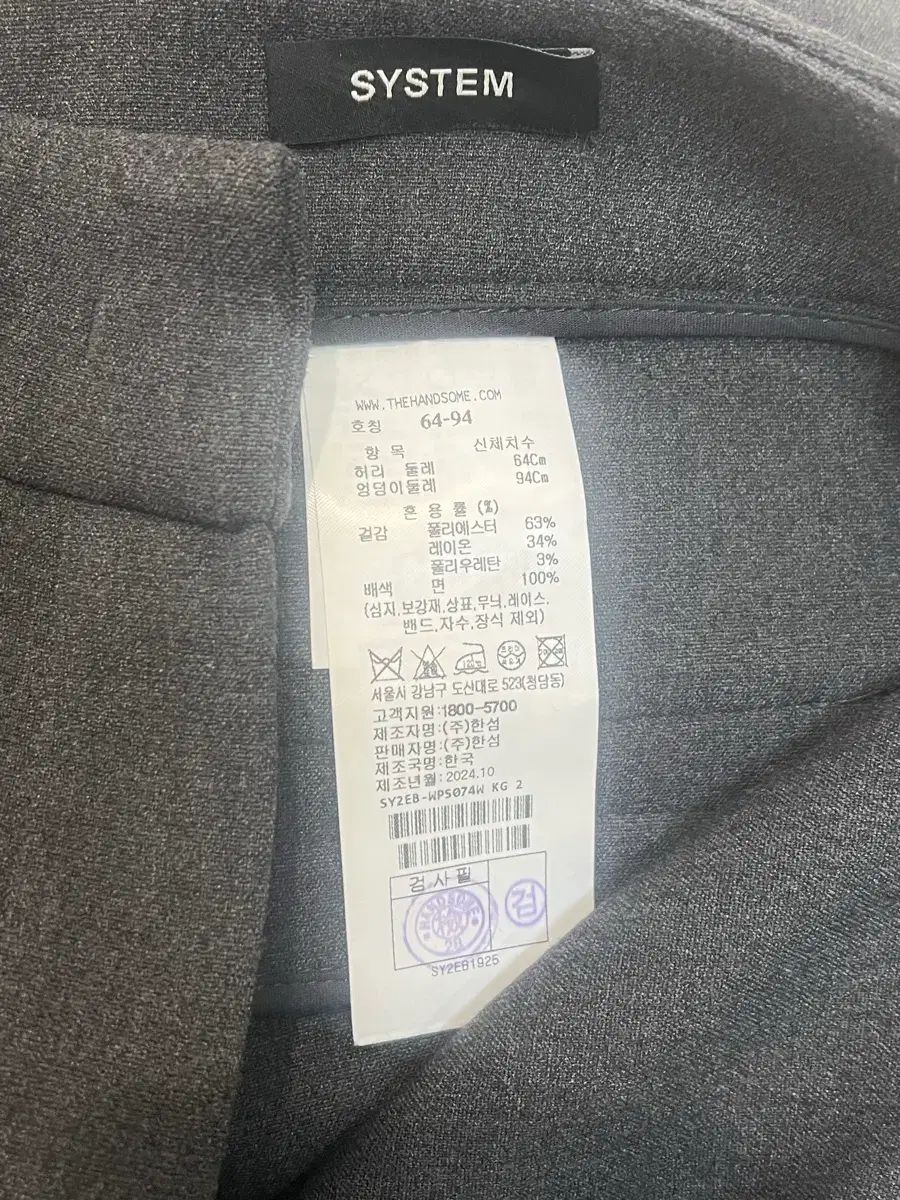 SYSTEM
WWW.THEHANDSOME.COM
호칭 64-94
항 목 신체치수
허리 둘레 64Cm
엉덩이둘레 94Cm
혼 용 률 (%)
겉감 폴리에스터 63%
레이온 34%
폴리우레탄 3%
배색 면 100%
(심지,보강재,상표,무늬,레이스,
밴드,자수,장식 제외)
서울시 강남구 도산대로 523(청담동)
고객지원:1800-5700
제조자명:(주)한섬
판매자명:(주)한섬
제조국명:한국
제조년월:2024.10
SY2EB-WPS074W KG 2
검 사 필
HANDSOME
검
20
SY2EB1925